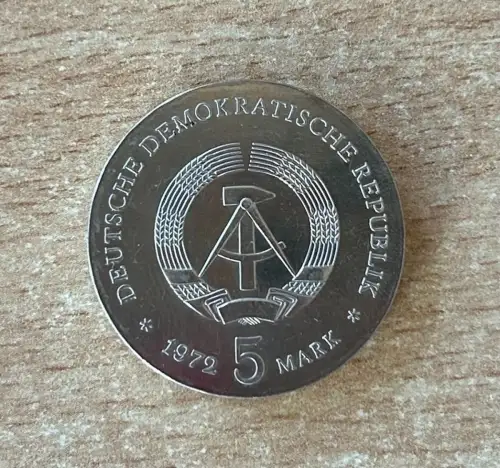 DEUTSCHE DEMOKRATISCHE REPUBLIK
* 1972 5 MARK *